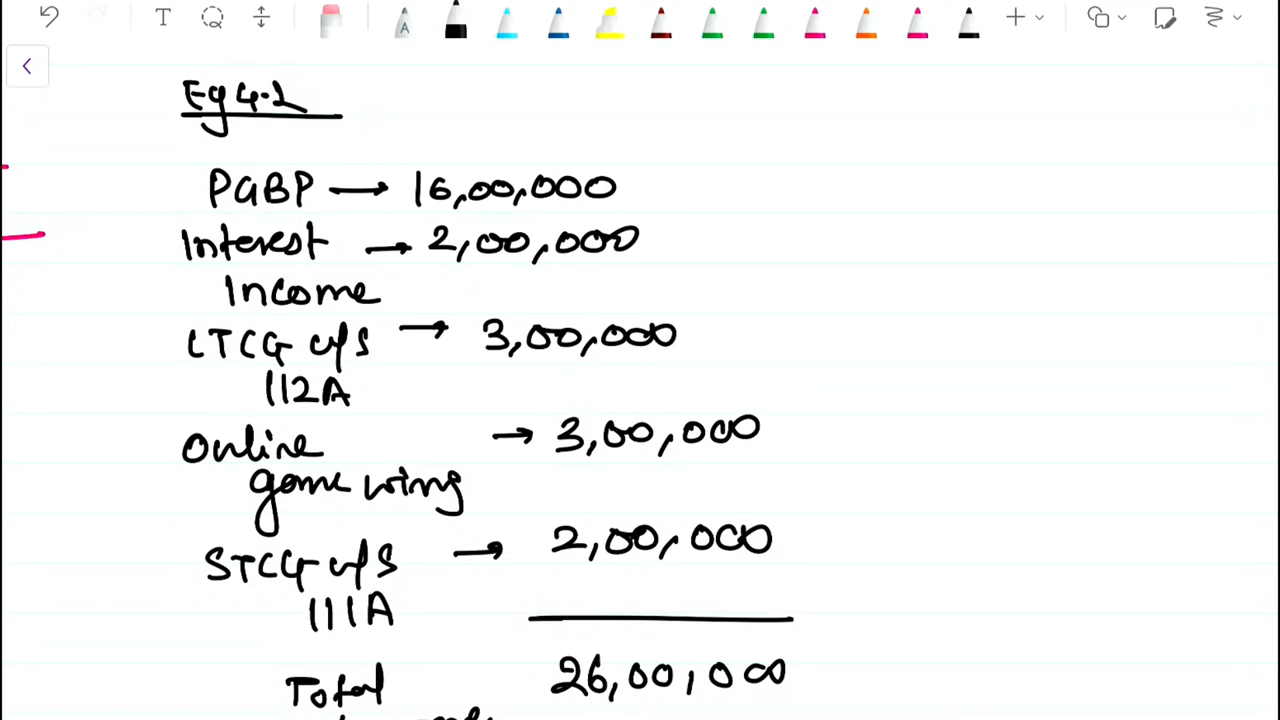 Eg 4.2
PGBP → 16,00,000
Interest → 2,00,000
Income
LTCG u/s → 3,00,000
112A
Online → 3,00,000
game wing
STCG u/s → 2,00,000
111A
Total 26,00,000